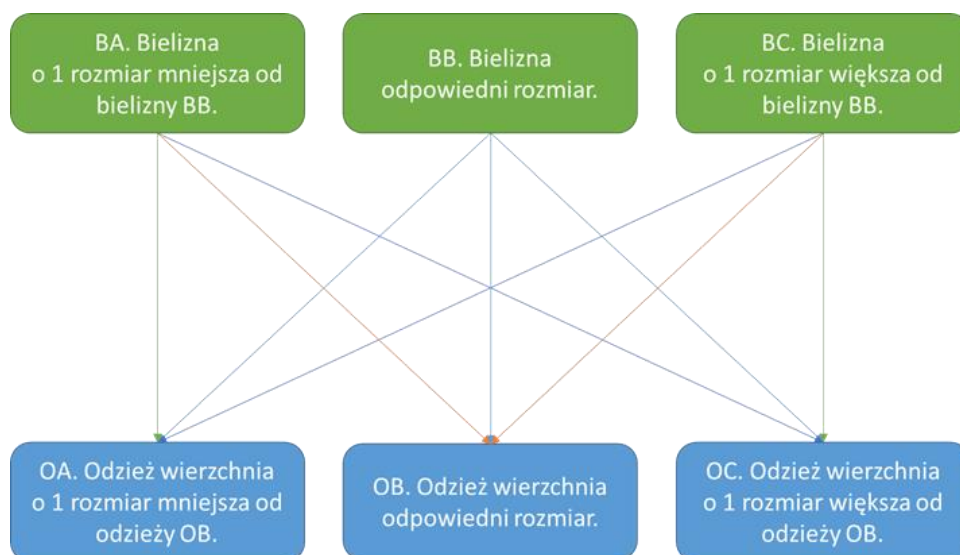 BA. Bielizna
o 1 rozmiar mniejsza od
bielizny BB.
BB. Bielizna
odpowiedni rozmiar.
BC. Bielizna
o 1 rozmiar większa od
bielizny BB.
OA. Odzież wierzchnia
o 1 rozmiar mniejsza od
odzieży OB.
OB. Odzież wierzchnia
odpowiedni rozmiar.
OC. Odzież wierzchnia
o 1 rozmiar większa od
odzieży OB.